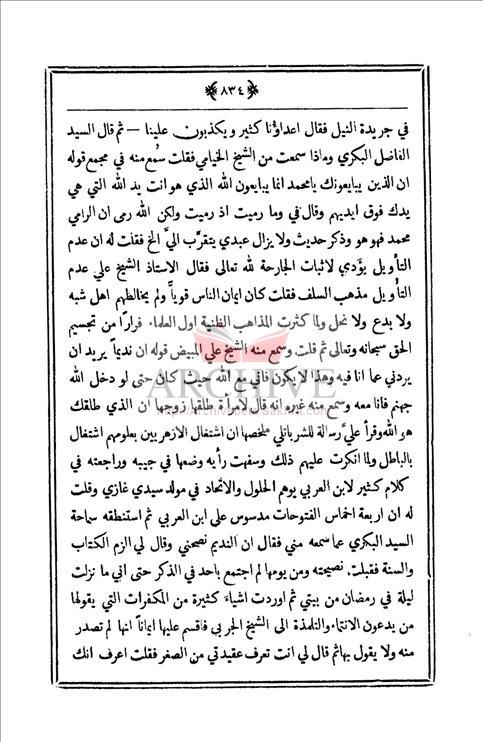 ٨٣٤
في جريدة النيل فقال اعداؤنا كثير ويكذبون علينا — ثم قال السيد
الفاضل البكري وماذا سمعت من الشيخ الخيامي فقلت سُمع منه في مجمع قوله
ان الذين يبايعونك يا محمد انما يبايعون الله الذي هو انت يد الله التي هي
يدك فوق ايديهم وقال في وما رميت اذ رميت ولكن الله رمى ان الرامي
محمد فهو هو وذكر حديث ولا يزال عبدي يتقرّب اليَّ الخ فقلت له ان عدم
التأويل يؤدي لاثبات الجارحة لله تعالى فقال الاستاذ الشيخ علي عدم
التأويل مذهب السلف فقلت كان ايمان الناس قوياً ولم يخالطهم اهل شبه
ولا بدع ولا نحل ولما كثرت المذاهب الظنية اول العلماء فرارًا من تجسيم
الحق سبحانه وتعالى ثم قلت وسمع منه الشيخ علي المبيض قوله ان نديماً يريد ان
يردني عما انا فيه وهذا لا يكون فاني مع الله حيث كان حتى لو دخل الله
جهنم فانا معه وسمع منه غيره انه قال لامرأة طلقها زوجها ان الذي طلقك
هو الله وقرأ عليَّ رسالة للشرباتلي ملخصها ان اشتغال الازهريين بعلومهم اشتغال
بالباطل ولما انكرت عليهم ذلك وسفهت رأيه وضعها في جيبه وراجعته في
كلام كثير لابن العربي يوهم الحلول والاتحاد في مولد سيدي غازي وقلت
له ان اربعة اخماس الفتوحات مدسوس على ابن العربي ثم استنطقه سماحة
السيد البكري عما سمعه مني فقال ان النديم نصحني وقال لي الزم الكتاب
والسنة فقبلت نصيحته ومن يومها لم اجتمع باحد في الذكر حتى اني ما نزلت
ليلة في رمضان من بيتي ثم اوردت اشياء كثيرة من المكفرات التي يقولها
من يدعون الانتماء والتلمذة الى الشيخ الجربي فاقسم عليها ايماناً انها لم تصدر
منه ولا يقول بها ثم قال لي انت تعرف عقيدتي من الصغر فقلت اعرف انك
ARCHIVE